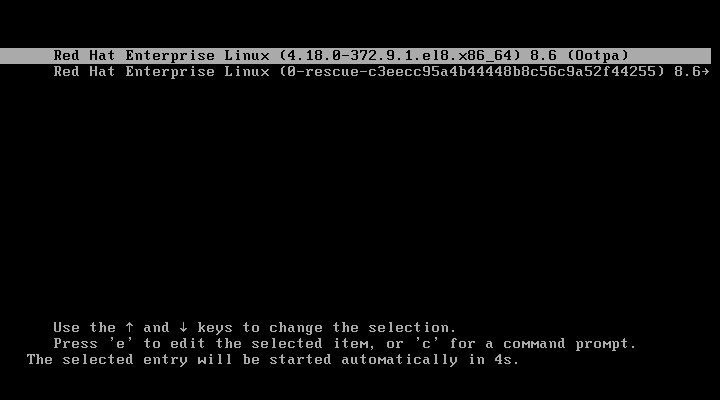 Red Hat Enterprise Linux (4.18.0-372.9.1.el8.x86_64) 8.6 (Ootpa)
Red Hat Enterprise Linux (0-rescue-c3eecc95a4b44448b8c56c9a52f44255) 8.6→
Use the ↑ and ↓ keys to change the selection.
Press 'e' to edit the selected item, or 'c' for a command prompt.
The selected entry will be started automatically in 4s.